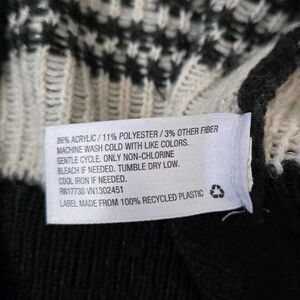 86% ACRYLIC / 11% POLYESTER / 3% OTHER FIBER
MACHINE WASH COLD WITH LIKE COLORS.
GENTLE CYCLE. ONLY NON-CHLORINE
BLEACH IF NEEDED. TUMBLE DRY LOW.
COOL IRON IF NEEDED.
RN17730 VN1302451
LABEL MADE FROM 100% RECYCLED PLASTIC